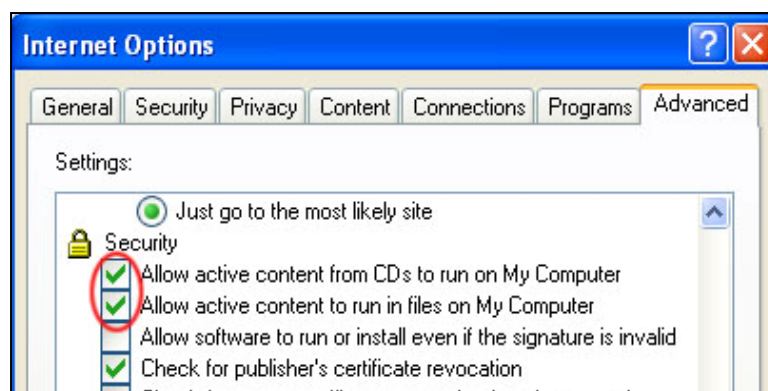 Internet Options
General Security Privacy Content Connections Programs Advanced
Settings:
Just go to the most likely site
Security
Allow active content from CDs to run on My Computer
Allow active content to run in files on My Computer
Allow software to run or install even if the signature is invalid
Check for publisher's certificate revocation